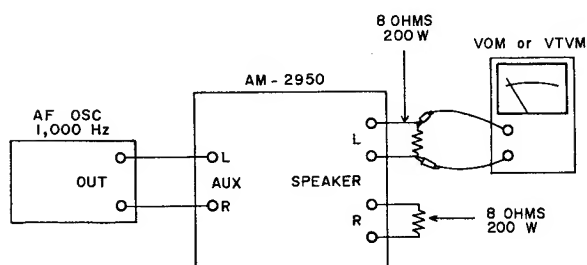 8 OHMS
200 W
VOM or VTVM
AM-2950
AF OSC
1,000 Hz
L
OUT
L
AUX
SPEAKER
R
R
8 OHMS
200 W